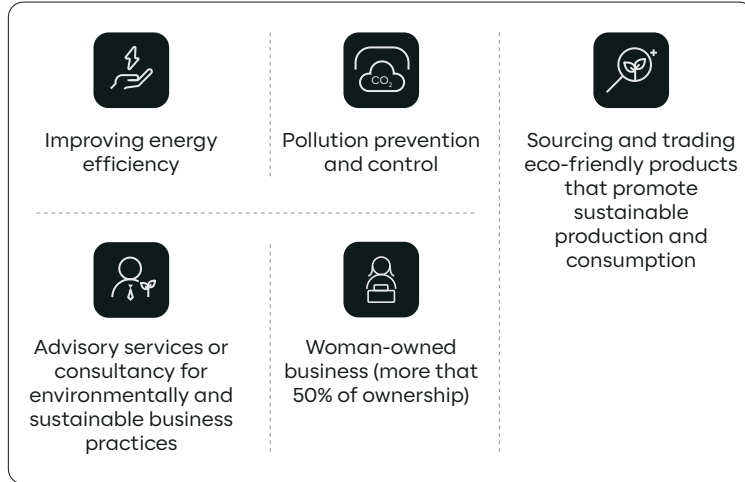 Improving energy
efficiency
CO₂
Pollution prevention
and control
Sourcing and trading
eco-friendly products
that promote
sustainable
production and
consumption
Advisory services or
consultancy for
environmentally and
sustainable business
practices
Woman-owned
business (more that
50% of ownership)